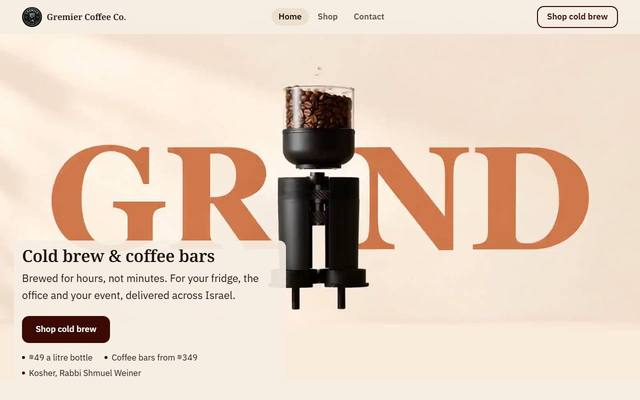 Gremier Coffee Co.
Home
Shop
Contact
Shop cold brew
GR ND
Cold brew & coffee bars
Brewed for hours, not minutes. For your fridge, the
office and your event, delivered across Israel.
Shop cold brew
• ₪49 a litre bottle • Coffee bars from ₪349
• Kosher, Rabbi Shmuel Weiner